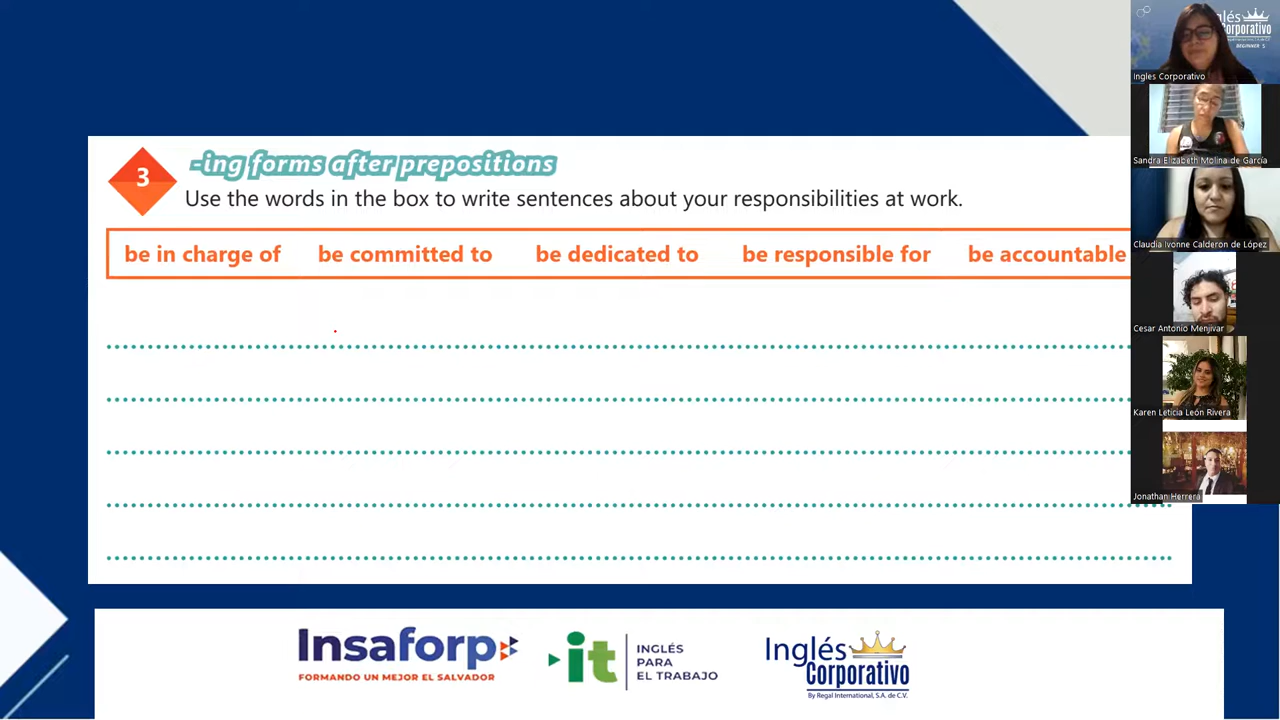 3
-ing forms after prepositions
Use the words in the box to write sentences about your responsibilities at work.
be in charge of be committed to be dedicated to be responsible for be accountable
Insaforp
FORMANDO UN MEJOR EL SALVADOR
it
INGLÉS
PARA
EL TRABAJO
Inglés
Corporativo
By Regal International, S.A. de C.V.
glés
Corporativo
BEGINNER 5
Ingles Corporativo
Sandra Elizabeth Molina de García
Claudia Ivonne Calderon de López
Cesar Antonio Menjivar
Karen Leticia León Rivera
Jonathan Herrera